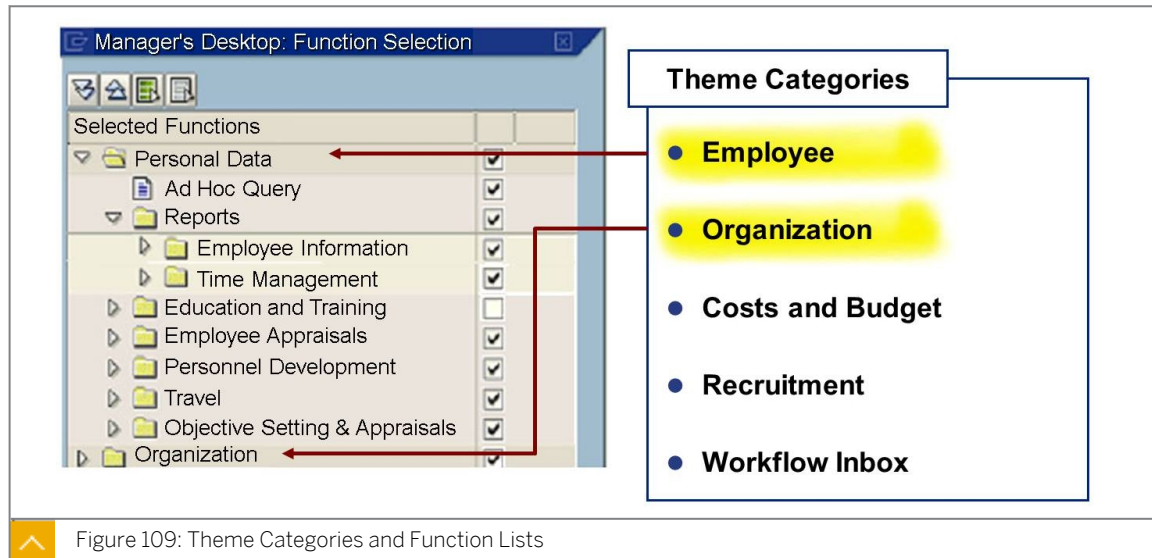 Manager's Desktop: Function Selection
Selected Functions
Personal Data
Ad Hoc Query
Reports
Employee Information
Time Management
Education and Training
Employee Appraisals
Personnel Development
Travel
Objective Setting & Appraisals
Organization
Theme Categories
Employee
Organization
Costs and Budget
Recruitment
Workflow Inbox
Figure 109: Theme Categories and Function Lists